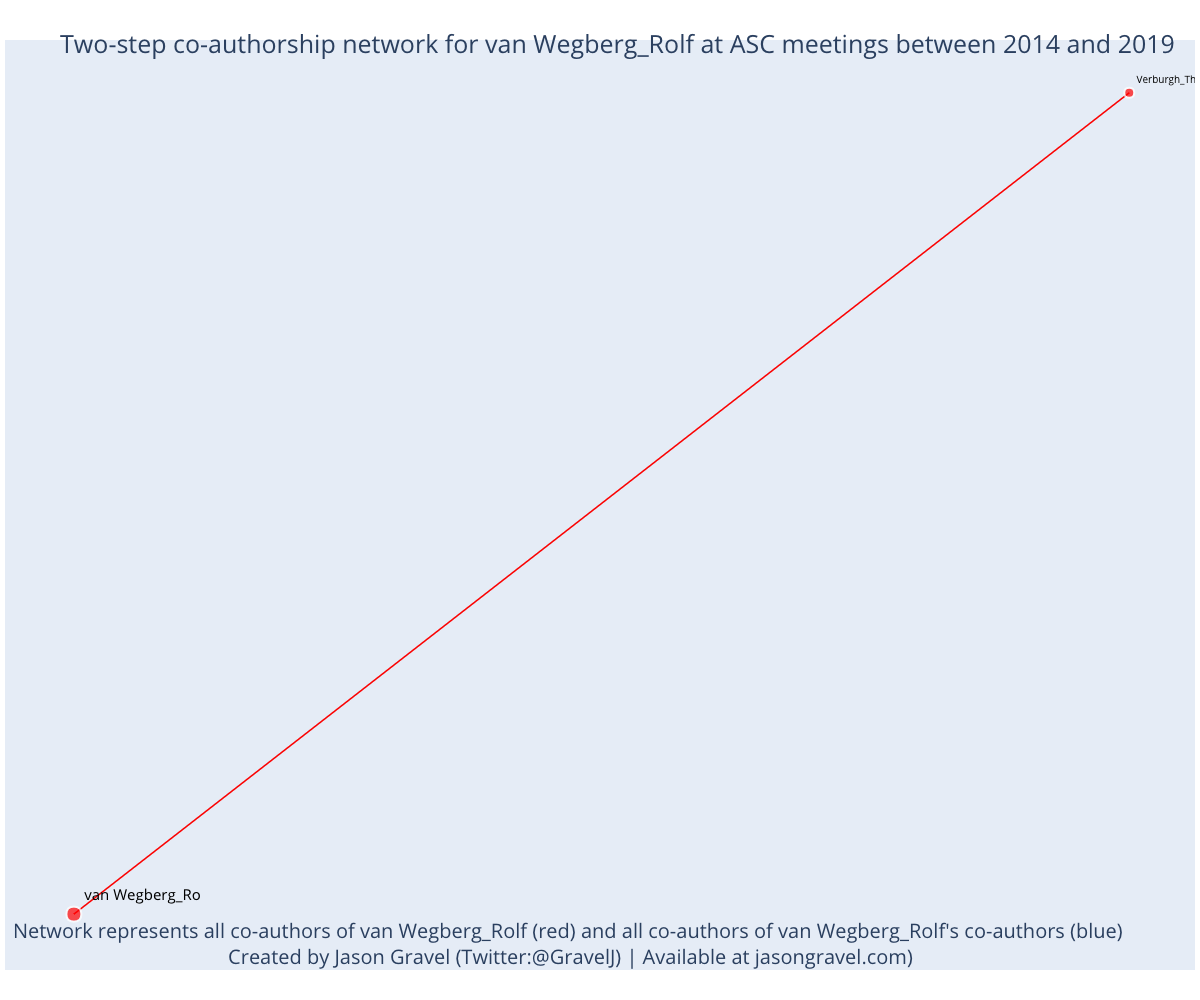 Two-step co-authorship network for van Wegberg_Rolf at ASC meetings between 2014 and 2019
Verburgh_Th
van Wegberg_Ro
Network represents all co-authors of van Wegberg_Rolf (red) and all co-authors of van Wegberg_Rolf's co-authors (blue)
Created by Jason Gravel (Twitter:@GravelJ) | Available at jasongravel.com)